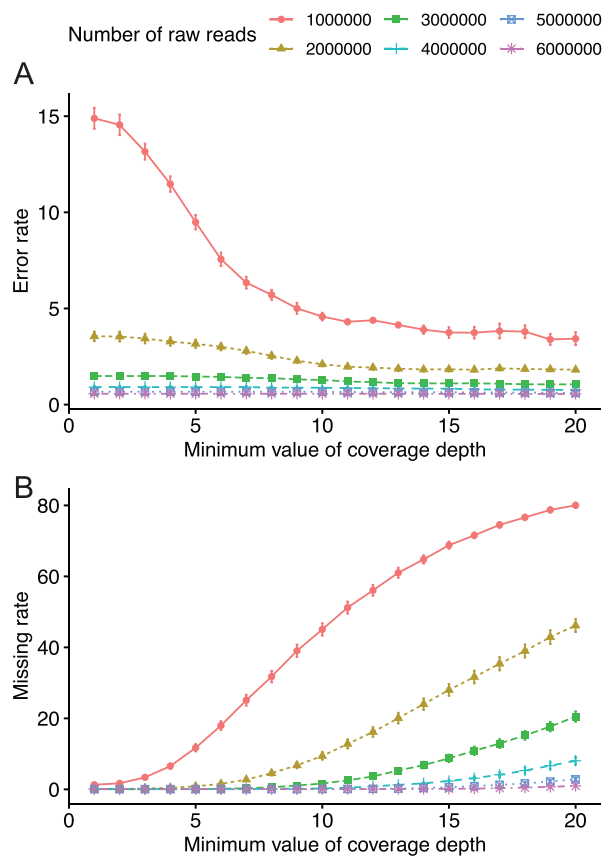 Number of raw reads
1000000 3000000 5000000
2000000 4000000 6000000
A
15
10
5
0
Error rate
0 5 10 15 20
Minimum value of coverage depth
B
80
60
40
20
0
Missing rate
0 5 10 15 20
Minimum value of coverage depth